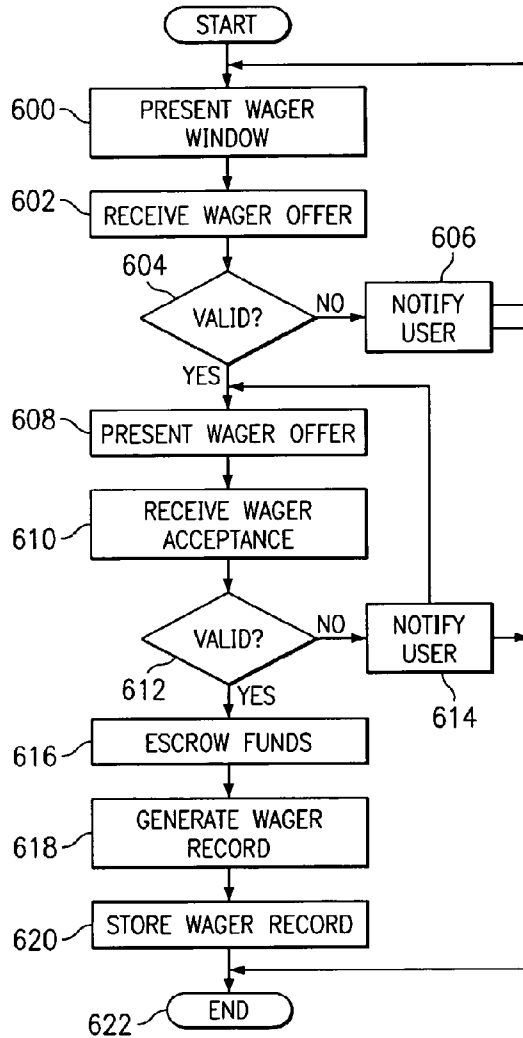 START
600
PRESENT WAGER
WINDOW
602
RECEIVE WAGER OFFER
604
VALID?
NO
606
NOTIFY
USER
YES
608
PRESENT WAGER OFFER
610
RECEIVE WAGER
ACCEPTANCE
612
VALID?
NO
NOTIFY
USER
614
YES
616
ESCROW FUNDS
618
GENERATE WAGER
RECORD
620
STORE WAGER RECORD
622
END